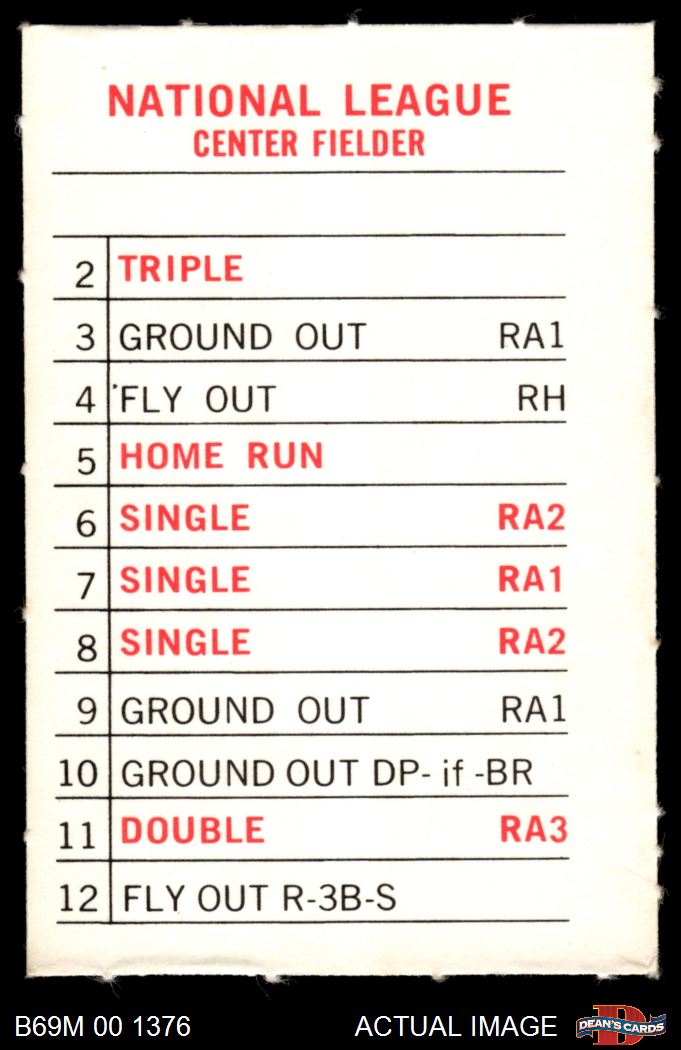 NATIONAL LEAGUE
CENTER FIELDER
2 TRIPLE
3 GROUND OUT RA1
4 FLY OUT RH
5 HOME RUN
6 SINGLE RA2
7 SINGLE RA1
8 SINGLE RA2
9 GROUND OUT RA1
10 GROUND OUT DP- if -BR
11 DOUBLE RA3
12 FLY OUT R-3B-S
B69M 00 1376 ACTUAL IMAGE D DEAN'S CARDS